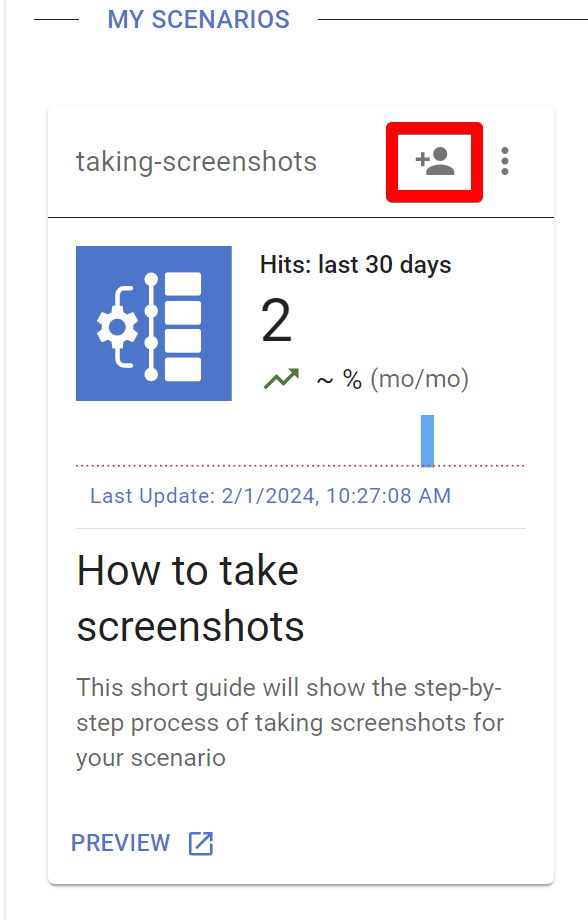 MY SCENARIOS
taking-screenshots
Hits: last 30 days
2
~ % (mo/mo)
Last Update: 2/1/2024, 10:27:08 AM
How to take
screenshots
This short guide will show the step-by-
step process of taking screenshots for
your scenario
PREVIEW